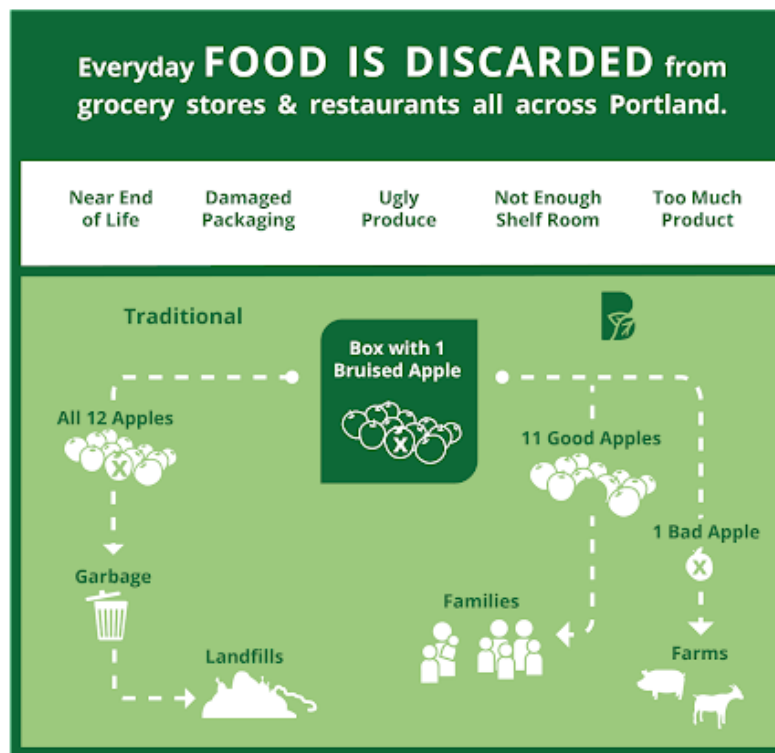 Everyday FOOD IS DISCARDED from
grocery stores & restaurants all across Portland.
Near End
of Life
Damaged
Packaging
Ugly
Produce
Not Enough
Shelf Room
Too Much
Product
Traditional
B
Box with 1
Bruised Apple
All 12 Apples
X
X
11 Good Apples
1 Bad Apple
X
Garbage
Landfills
Families
Farms